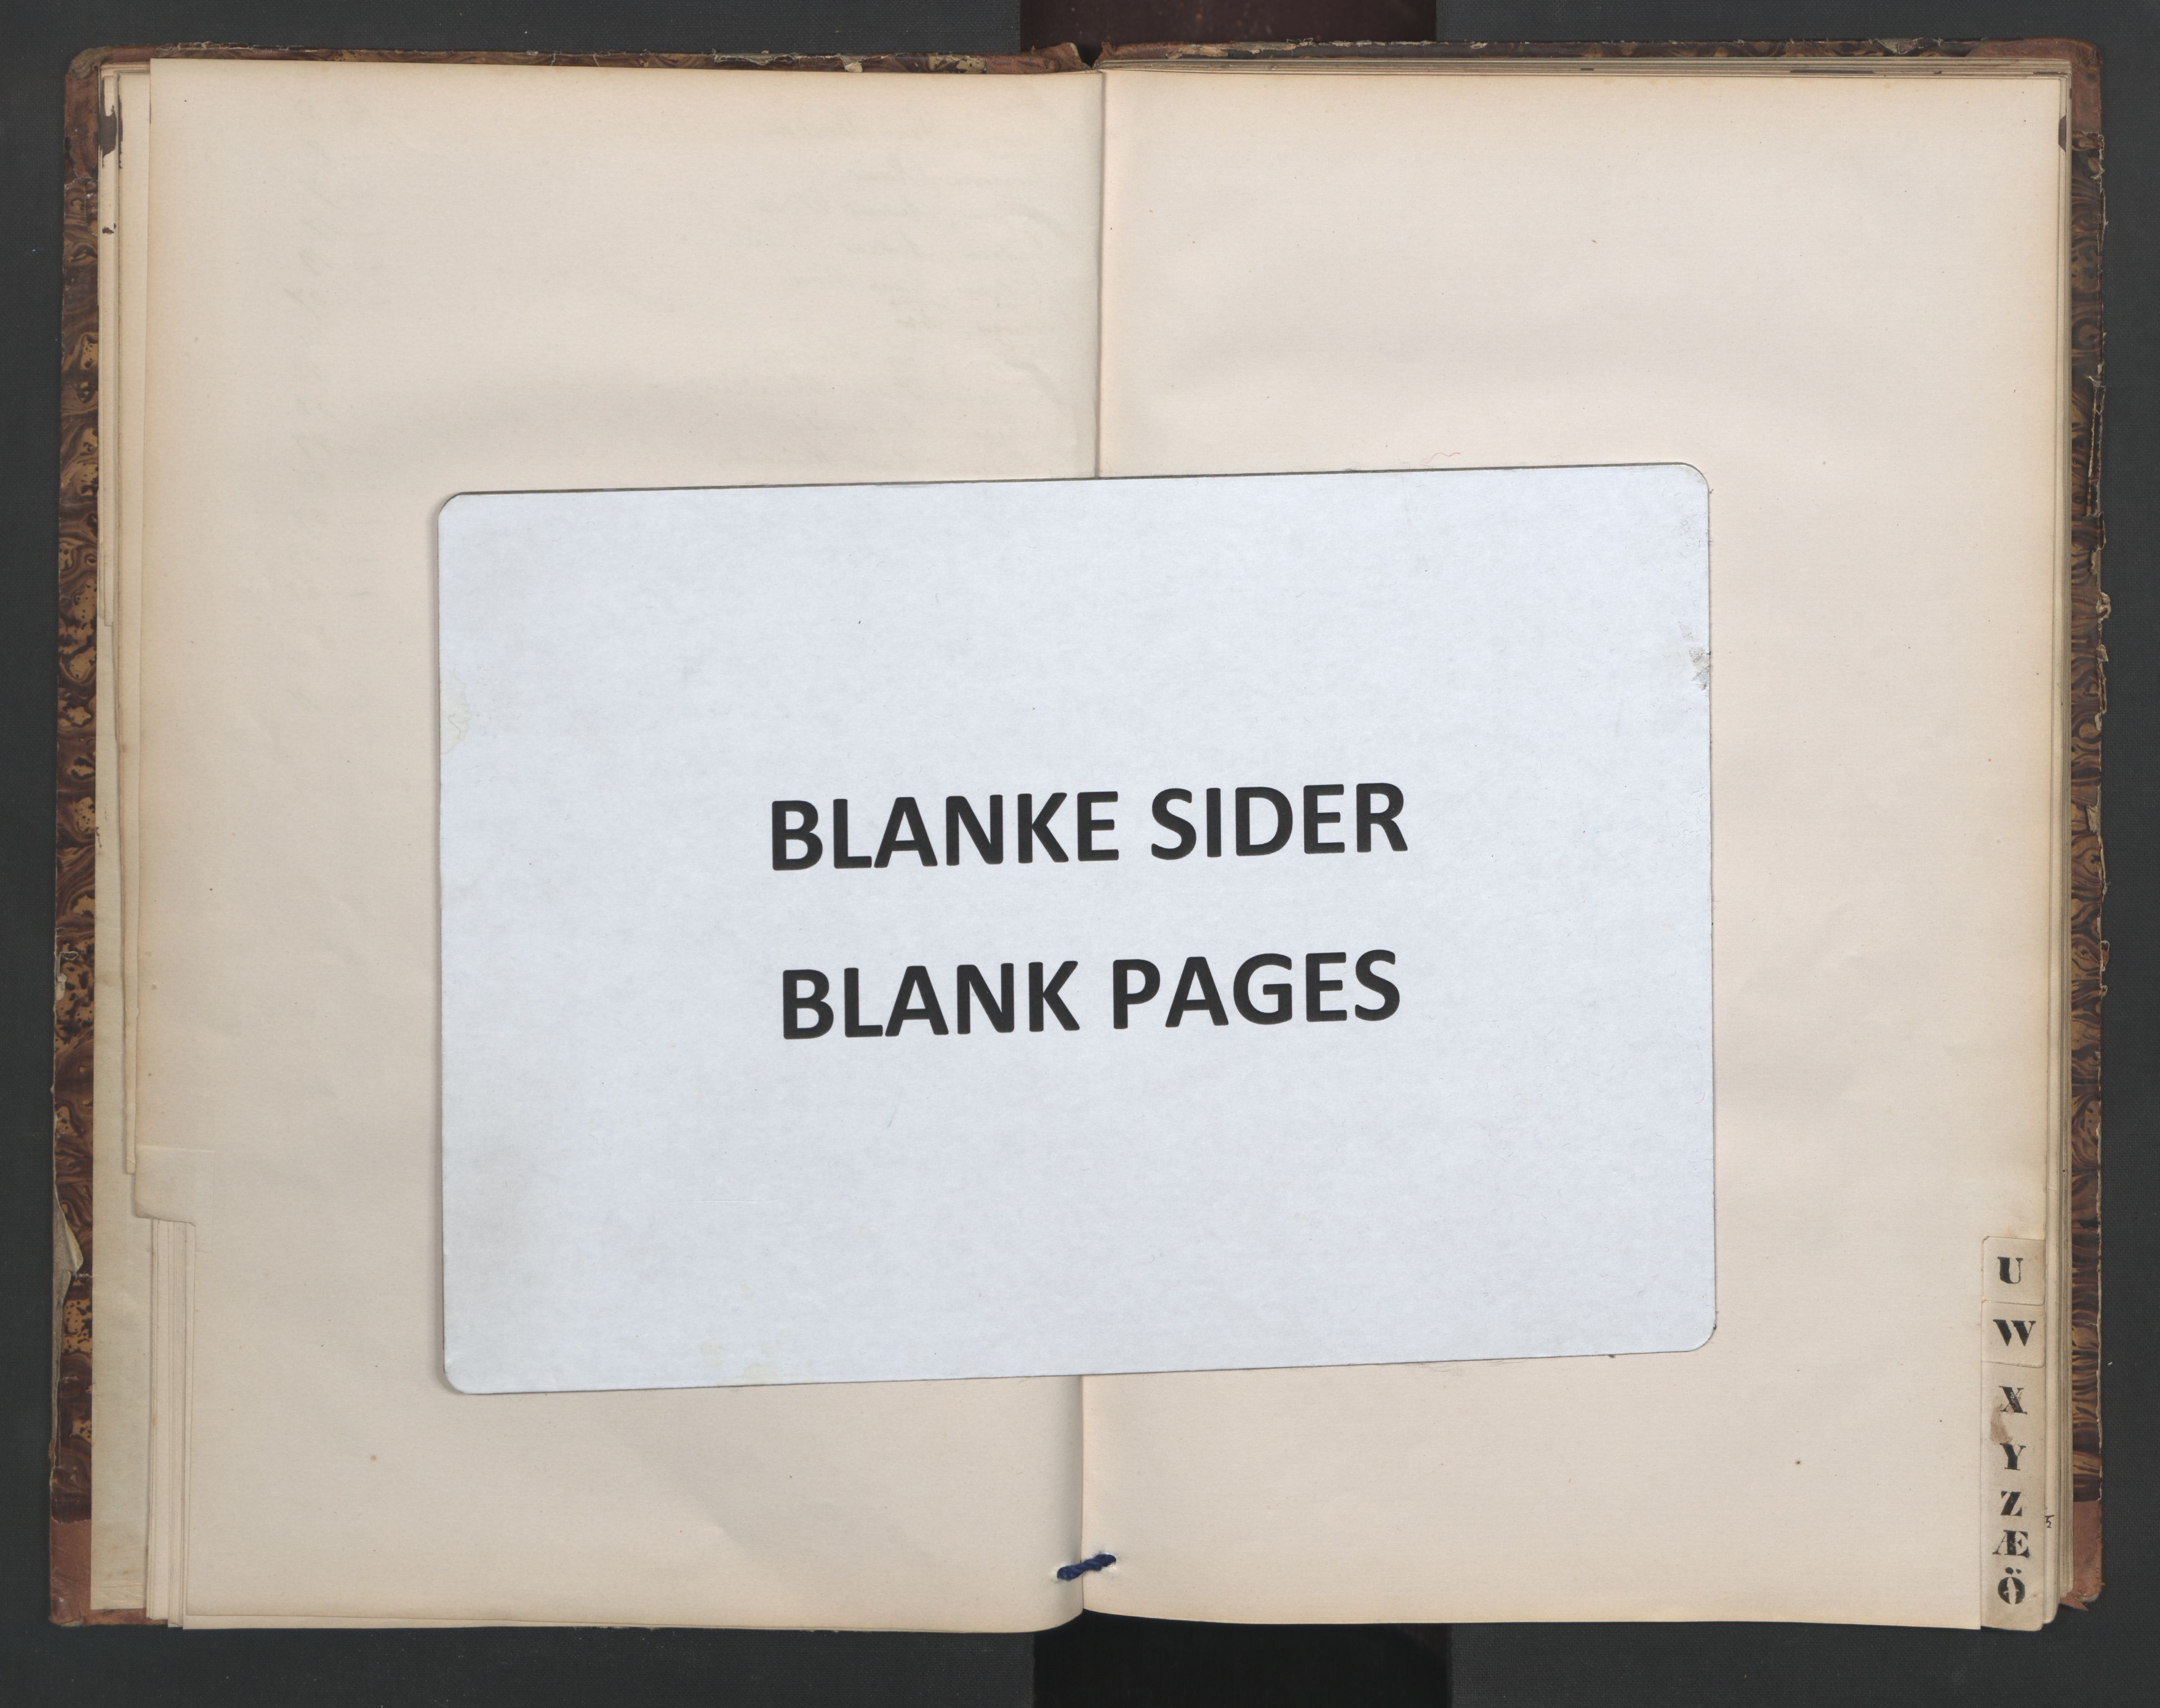 BLANKE SIDER
BLANK PAGES
U
W
X
Y
Z
Æ
Ö